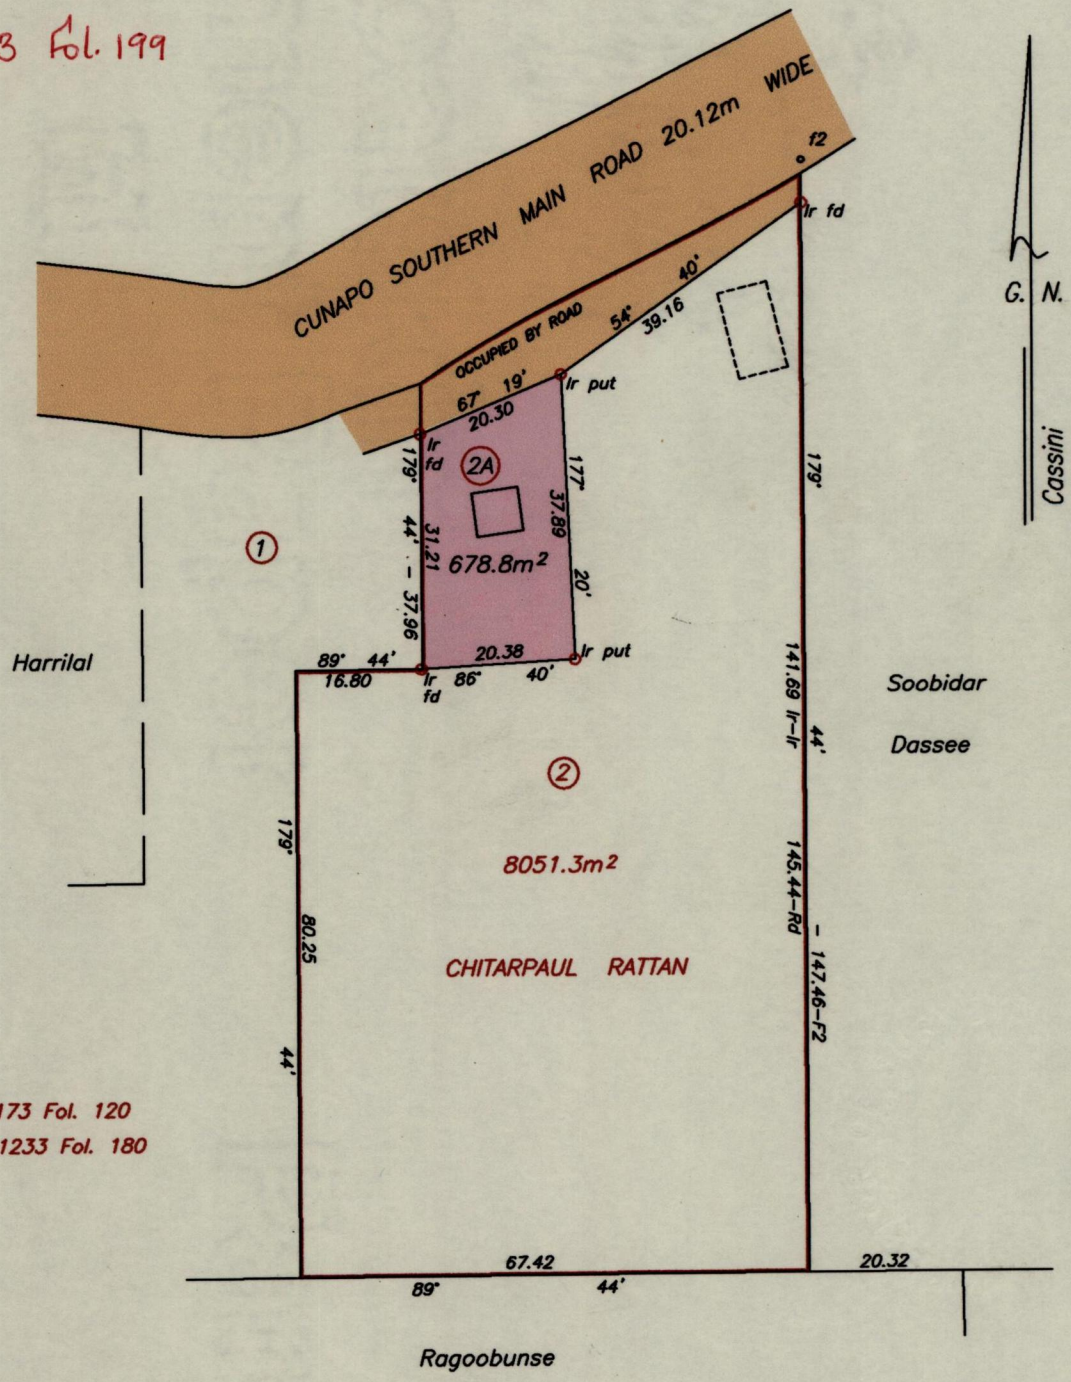 3 Fol. 199
CUNAPO SOUTHERN MAIN ROAD 20.12m WIDE
f2
Ir fd
G. N.
Cassini
OCCUPIED BY ROAD
54° 40'
39.16
67° 19'
20.30
Ir put
Ir
fd
2A
179°
44' - 37.96
31.21
678.8m²
177°
37.89
20'
179°
1
Harrilal
89° 44'
16.80
Ir
fd
20.38
86° 40'
Ir put
141.69 Ir-Ir
44'
Soobidar
Dassee
2
8051.3m²
145.44-Rd
- 147.46-F2
CHITARPAUL RATTAN
179°
80.25
44'
173 Fol. 120
1233 Fol. 180
67.42
89° 44'
20.32
Ragoobunse